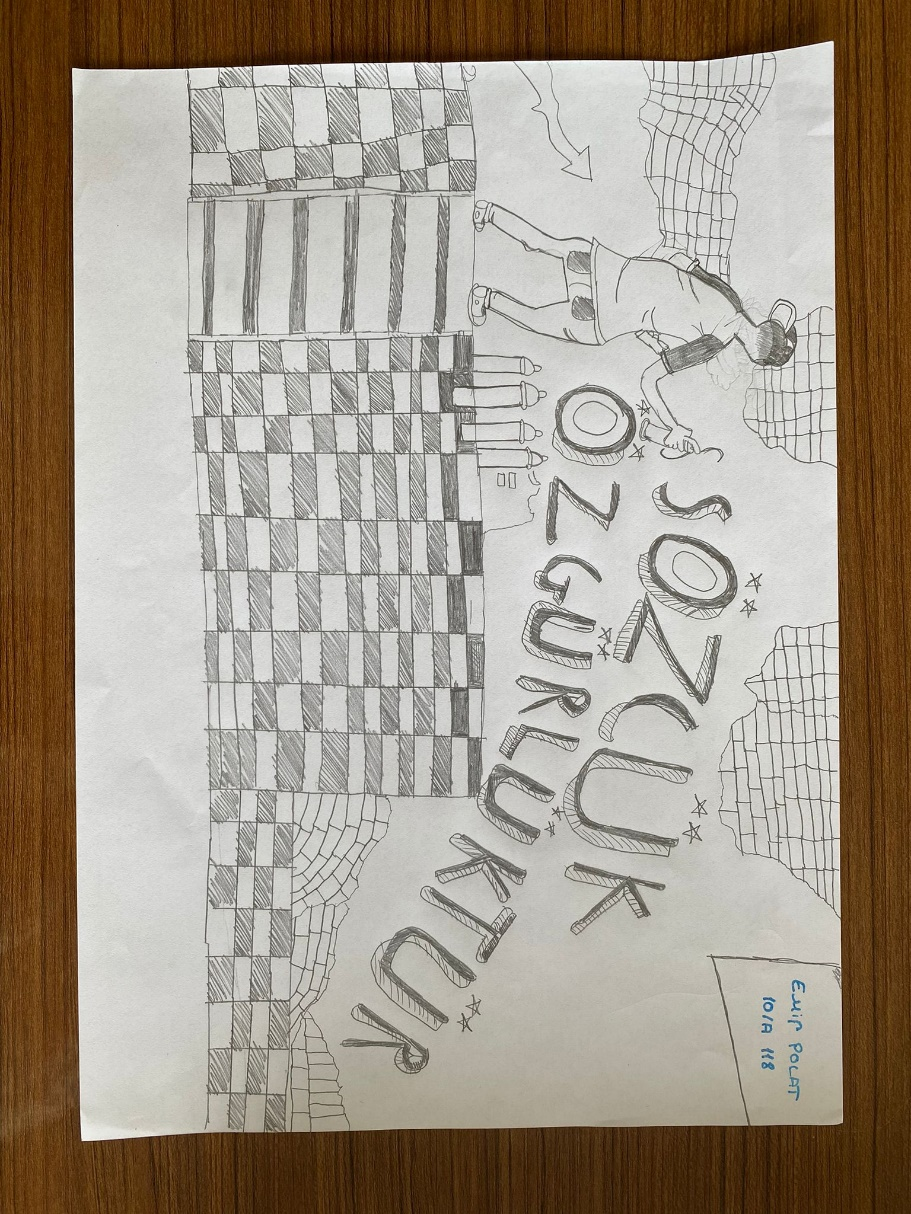 SÖZCÜK
ÖZGÜRLÜKTÜR
EMir POLAT
10/A 118